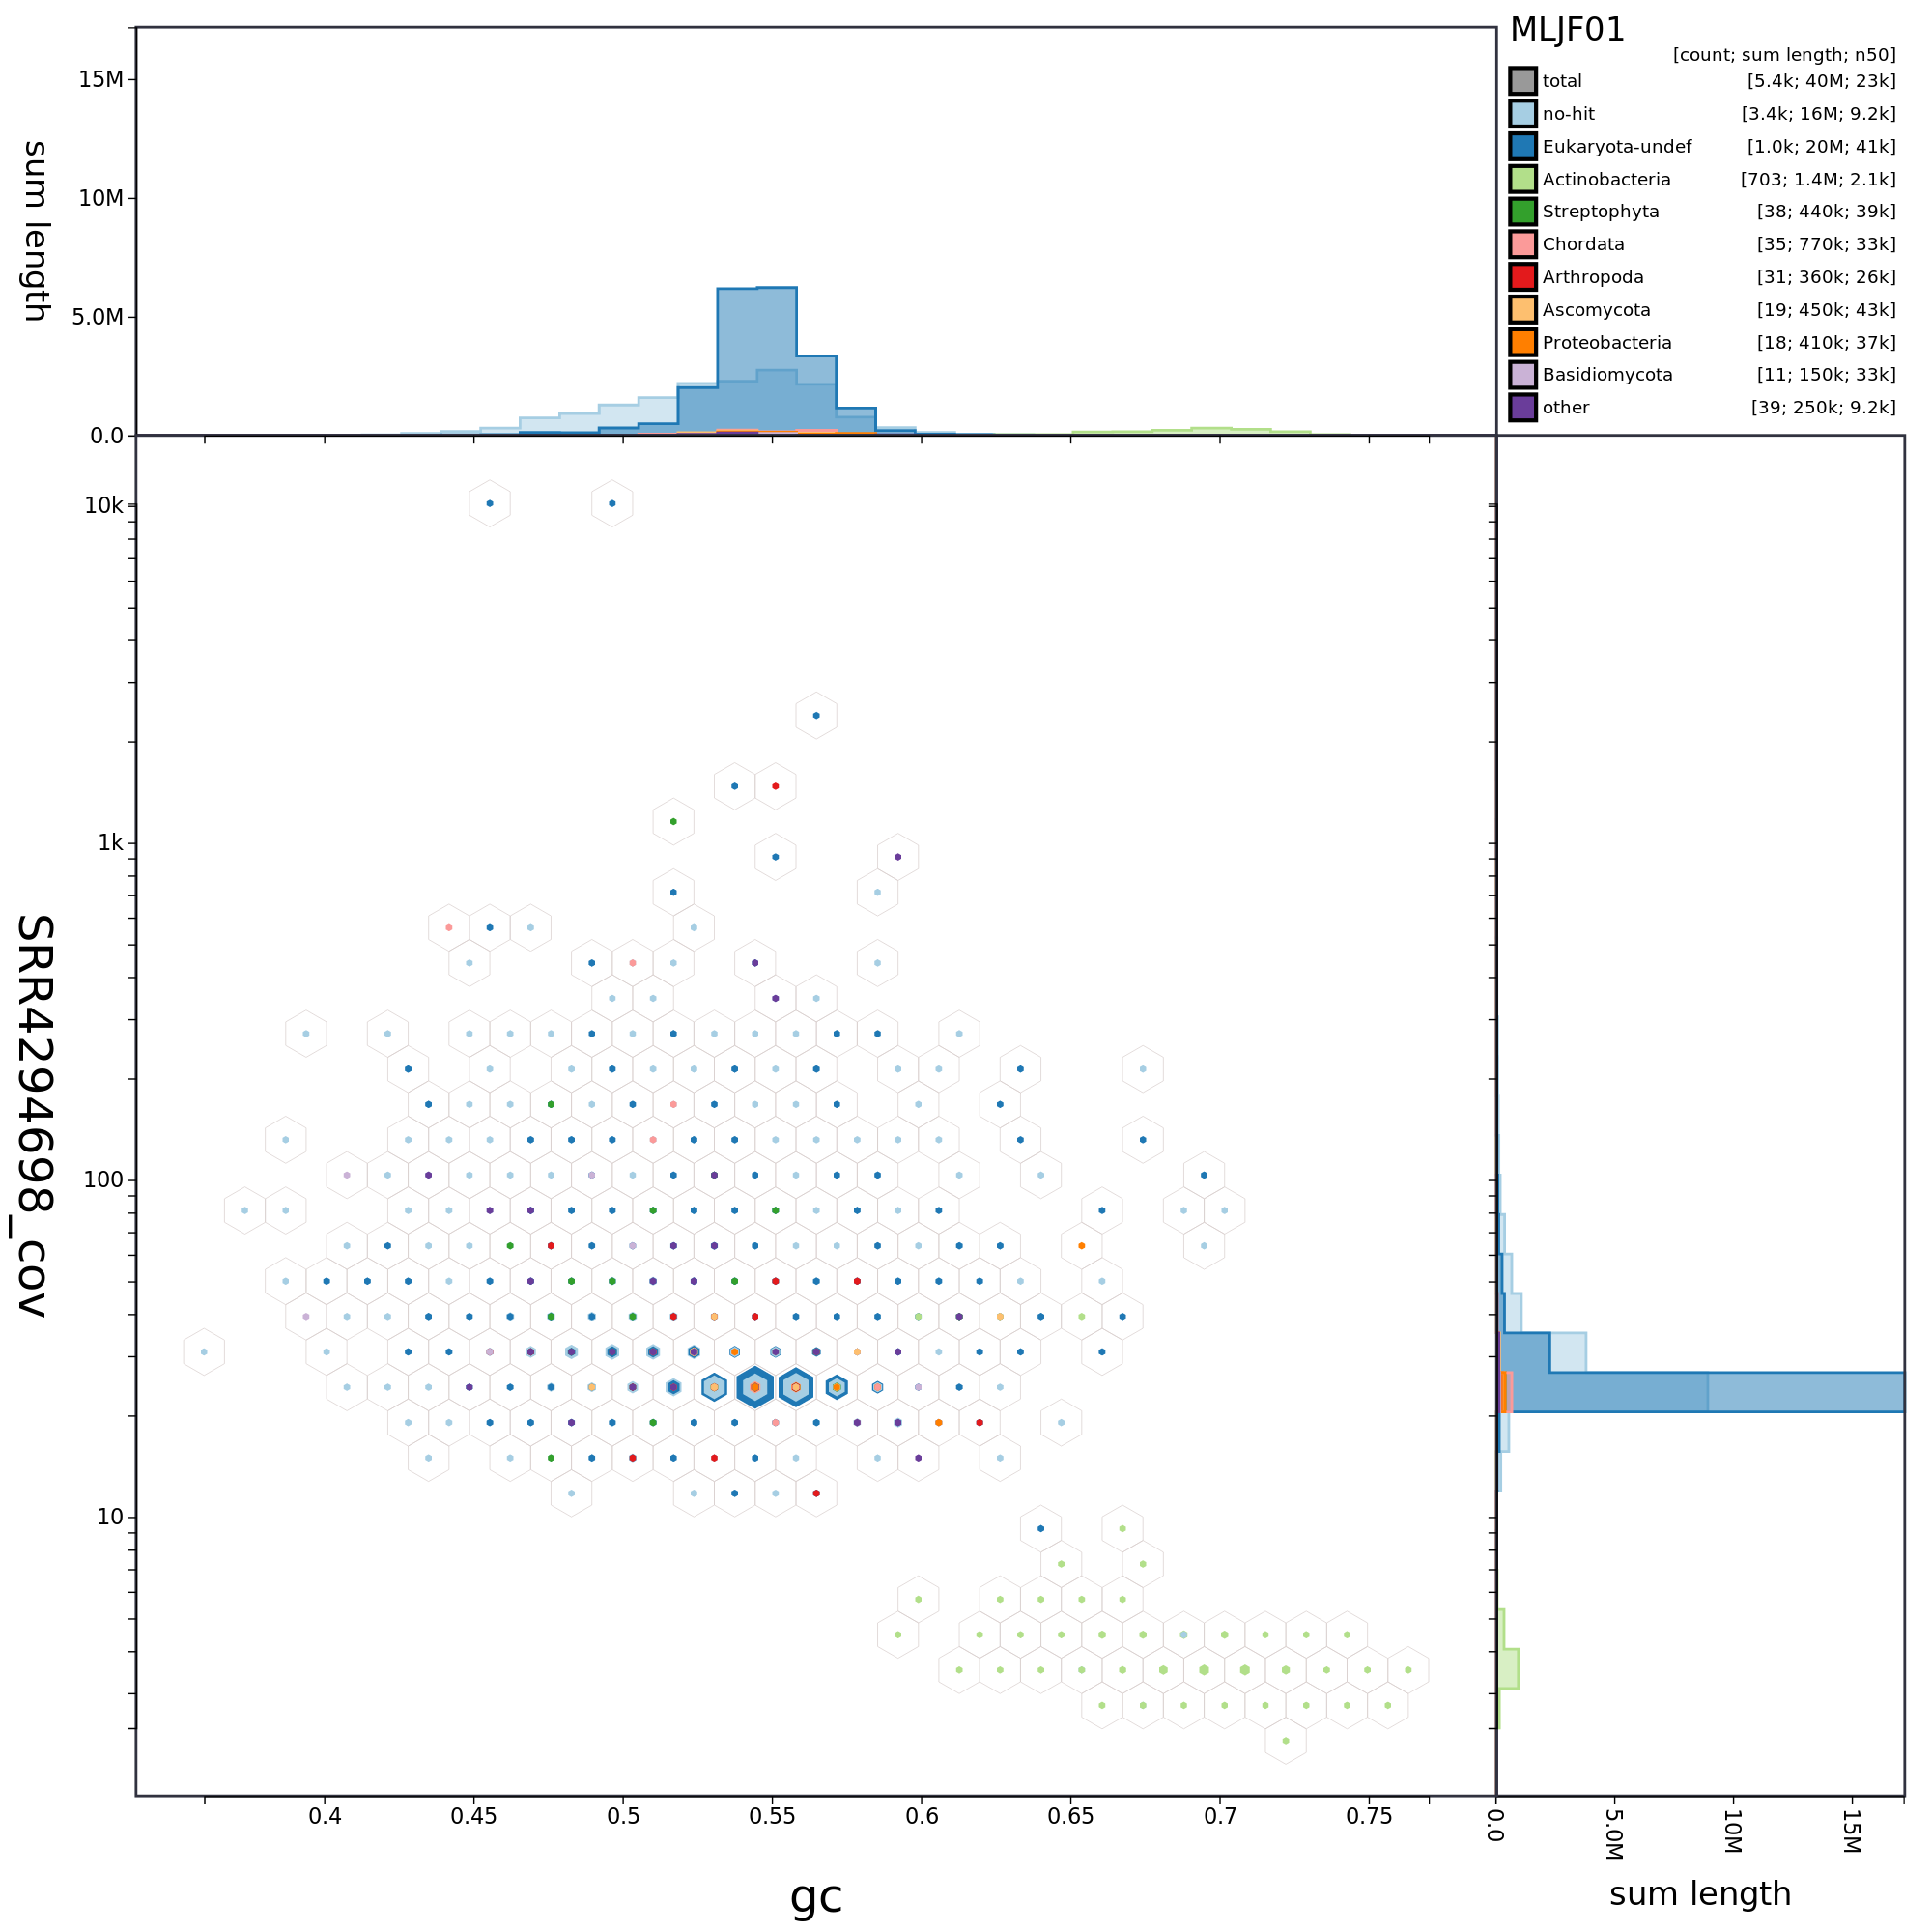 MLJF01
[count; sum length; n50]
total [5.4k; 40M; 23k]
no-hit [3.4k; 16M; 9.2k]
Eukaryota-undef [1.0k; 20M; 41k]
Actinobacteria [703; 1.4M; 2.1k]
Streptophyta [38; 440k; 39k]
Chordata [35; 770k; 33k]
Arthropoda [31; 360k; 26k]
Ascomycota [19; 450k; 43k]
Proteobacteria [18; 410k; 37k]
Basidiomycota [11; 150k; 33k]
other [39; 250k; 9.2k]
sum length
15M
10M
5.0M
0.0
SRR4294698_cov
10k
1k
100
10
0.4 0.45 0.5 0.55 0.6 0.65 0.7 0.75
gc
0.0 5.0M 10M 15M
sum length